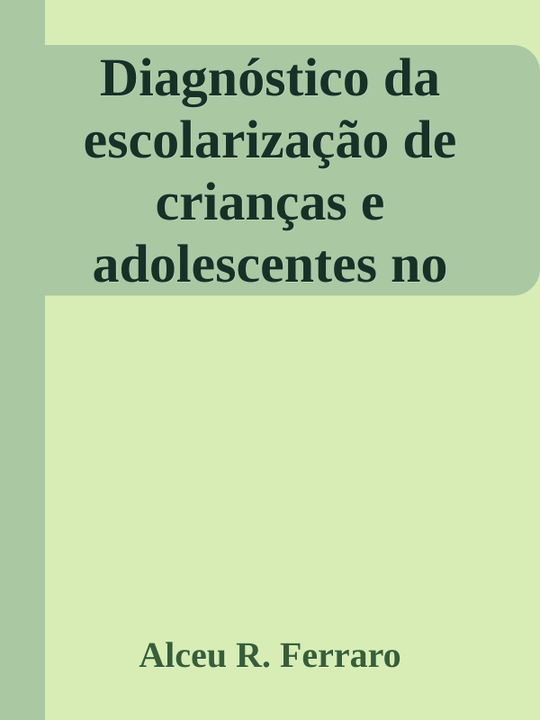 Diagnóstico da
escolarização de
crianças e
adolescentes no
Alceu R. Ferraro